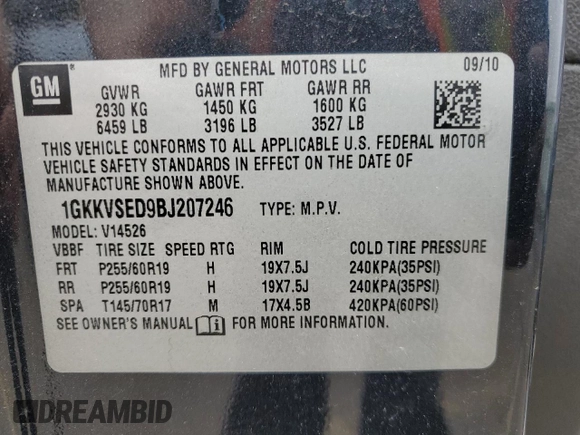 MFD BY GENERAL MOTORS LLC 09/10
GM
GVWR GAWR FRT GAWR RR
2930 KG 1450 KG 1600 KG
6459 LB 3196 LB 3527 LB
THIS VEHICLE CONFORMS TO ALL APPLICABLE U.S. FEDERAL MOTOR
VEHICLE SAFETY STANDARDS IN EFFECT ON THE DATE OF
MANUFACTURE SHOWN ABOVE.
1GKKVSED9BJ207246 TYPE: M.P.V.
MODEL: V14526
VBBF TIRE SIZE SPEED RTG RIM COLD TIRE PRESSURE
FRT P255/60R19 H 19X7.5J 240KPA(35PSI)
RR P255/60R19 H 19X7.5J 240KPA(35PSI)
SPA T145/70R17 M 17X4.5B 420KPA(60PSI)
SEE OWNER'S MANUAL FOR MORE INFORMATION.
DREAMBID